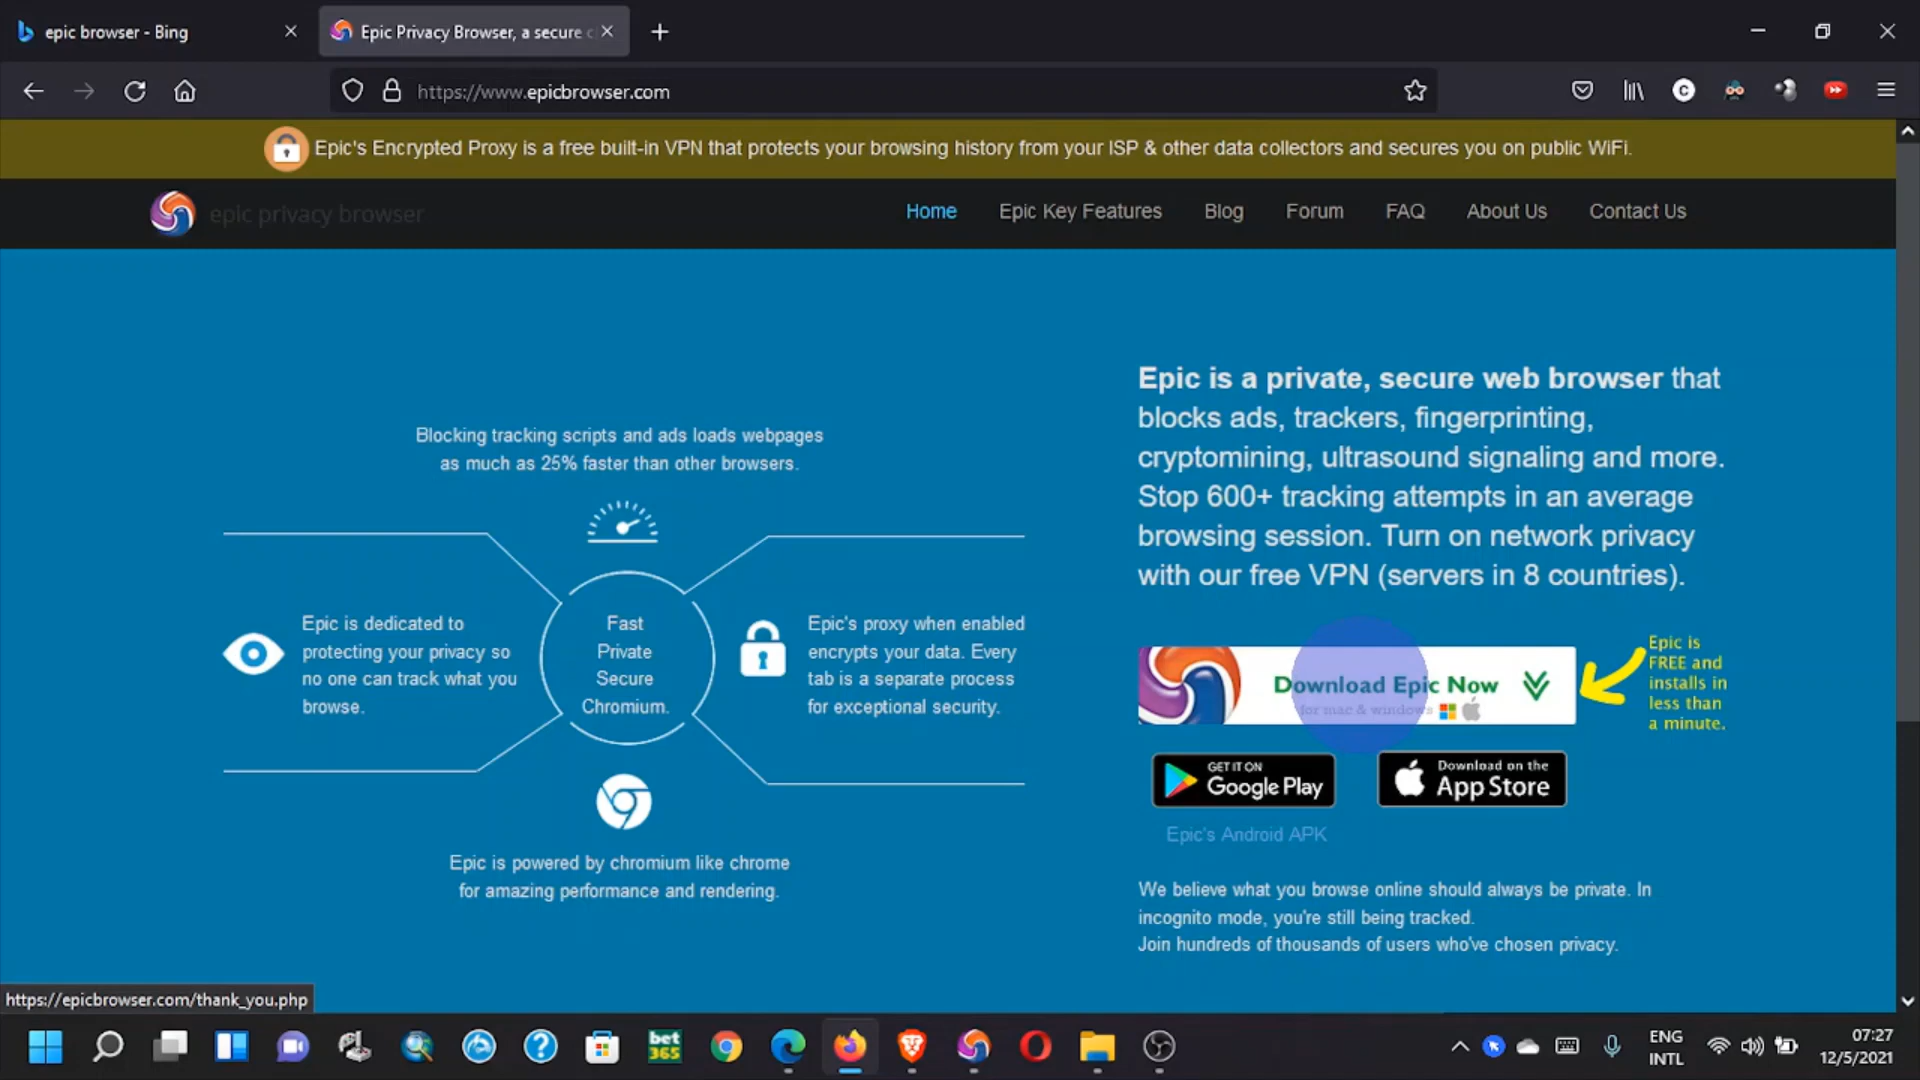 epic browser - Bing
Epic Privacy Browser, a secure c
https://www.epicbrowser.com
Epic's Encrypted Proxy is a free built-in VPN that protects your browsing history from your ISP & other data collectors and secures you on public WiFi.
epic privacy browser
Home
Epic Key Features
Blog
Forum
FAQ
About Us
Contact Us
Blocking tracking scripts and ads loads webpages
as much as 25% faster than other browsers.
Epic is dedicated to
protecting your privacy so
no one can track what you
browse.
Fast
Private
Secure
Chromium.
Epic's proxy when enabled
encrypts your data. Every
tab is a separate process
for exceptional security.
Epic is powered by chromium like chrome
for amazing performance and rendering.
Epic is a private, secure web browser that
blocks ads, trackers, fingerprinting,
cryptomining, ultrasound signaling and more.
Stop 600+ tracking attempts in an average
browsing session. Turn on network privacy
with our free VPN (servers in 8 countries).
Download Epic Now
for mac & windows
Epic is
FREE and
installs in
less than
a minute.
GET IT ON
Google Play
Download on the
App Store
Epic's Android APK
We believe what you browse online should always be private. In
incognito mode, you're still being tracked.
Join hundreds of thousands of users who've chosen privacy.
https://epicbrowser.com/thank_you.php
bet
365
ENG
INTL
07:27
12/5/2021